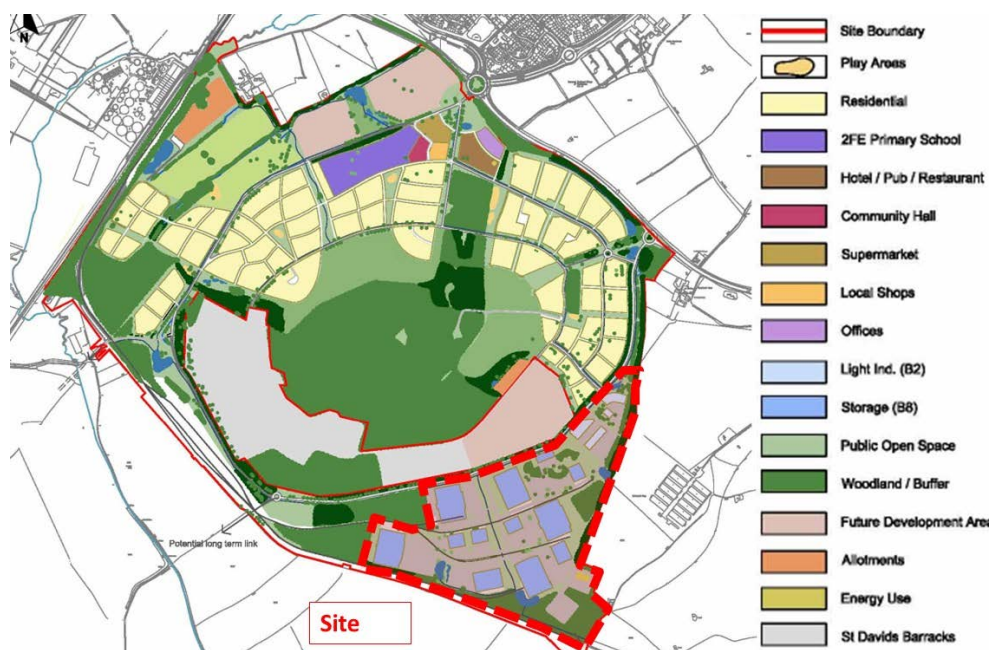 N
Potential long term link
Site
Site Boundary
Play Areas
Residential
2FE Primary School
Hotel / Pub / Restaurant
Community Hall
Supermarket
Local Shops
Offices
Light Ind. (B2)
Storage (B8)
Public Open Space
Woodland / Buffer
Future Development Area
Allotments
Energy Use
St Davids Barracks